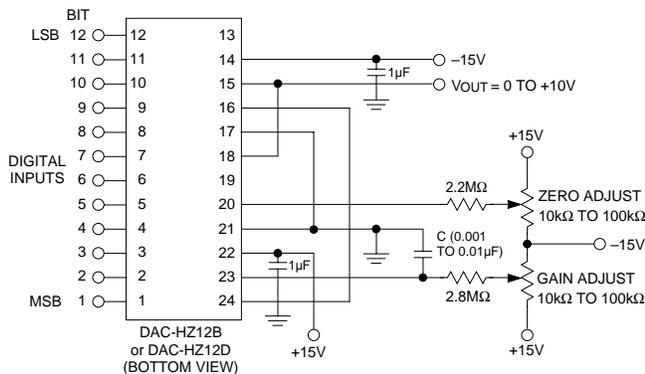 BIT
LSB 12 12 13
11 11 14 –15V
1µF
10 10 15 VOUT = 0 TO +10V
9 9 16
8 8 17 +15V
DIGITAL INPUTS
7 7 18
6 6 19
2.2MΩ ZERO ADJUST
5 5 20 10kΩ TO 100kΩ
4 4 21
C (0.001 TO 0.01µF) –15V
3 3 22
1µF
2 2 23 GAIN ADJUST
2.8MΩ 10kΩ TO 100kΩ
MSB 1 1 24
DAC-HZ12B
or DAC-HZ12D
(BOTTOM VIEW)
+15V +15V